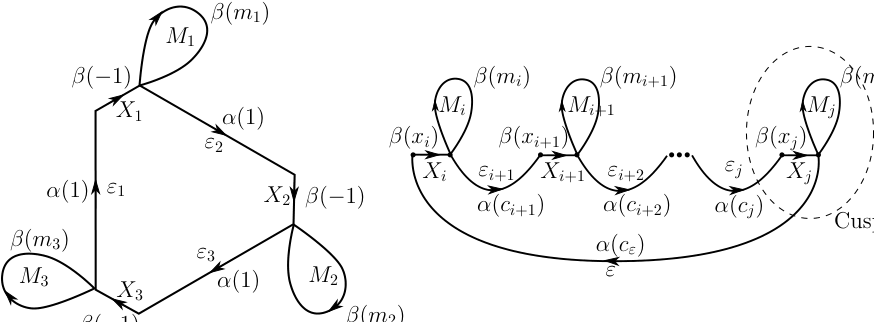 β(m₁)
M₁
β(−1)
X₁
α(1)
ε₂
α(1)
ε₁
X₂
β(−1)
β(m₃)
M₃
ε₃
α(1)
X₃
M₂
β(m₂)
β(mᵢ)
Mᵢ
β(xᵢ)
Xᵢ
εᵢ₊₁
α(cᵢ₊₁)
β(mᵢ₊₁)
Mᵢ₊₁
β(xᵢ₊₁)
Xᵢ₊₁
εᵢ₊₂
α(cᵢ₊₂)
•••
εⱼ
α(cⱼ)
Mⱼ
β(xⱼ)
Xⱼ
α(c_ε)
ε